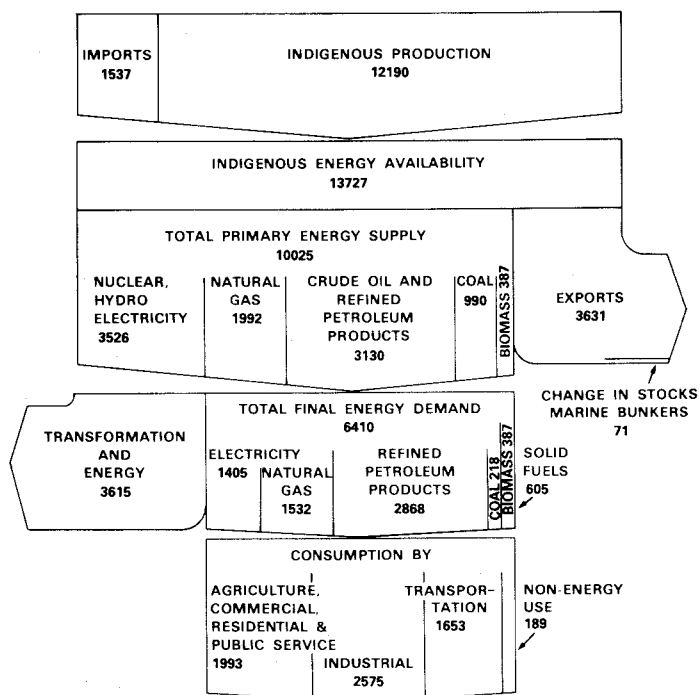 IMPORTS
1537
INDIGENOUS PRODUCTION
12190
INDIGENOUS ENERGY AVAILABILITY
13727
TOTAL PRIMARY ENERGY SUPPLY
10025
NUCLEAR,
HYDRO
ELECTRICITY
3526
NATURAL
GAS
1992
CRUDE OIL AND
REFINED
PETROLEUM
PRODUCTS
3130
COAL
990
BIOMASS 387
EXPORTS
3631
CHANGE IN STOCKS
MARINE BUNKERS
71
TRANSFORMATION
AND
ENERGY
3615
TOTAL FINAL ENERGY DEMAND
6410
ELECTRICITY
1405
NATURAL
GAS
1532
REFINED
PETROLEUM
PRODUCTS
2868
COAL 218
BIOMASS 387
SOLID
FUELS
605
CONSUMPTION BY
AGRICULTURE,
COMMERCIAL,
RESIDENTIAL &
PUBLIC SERVICE
1993
INDUSTRIAL
2575
TRANSPOR-
TATION
1653
NON-ENERGY
USE
189